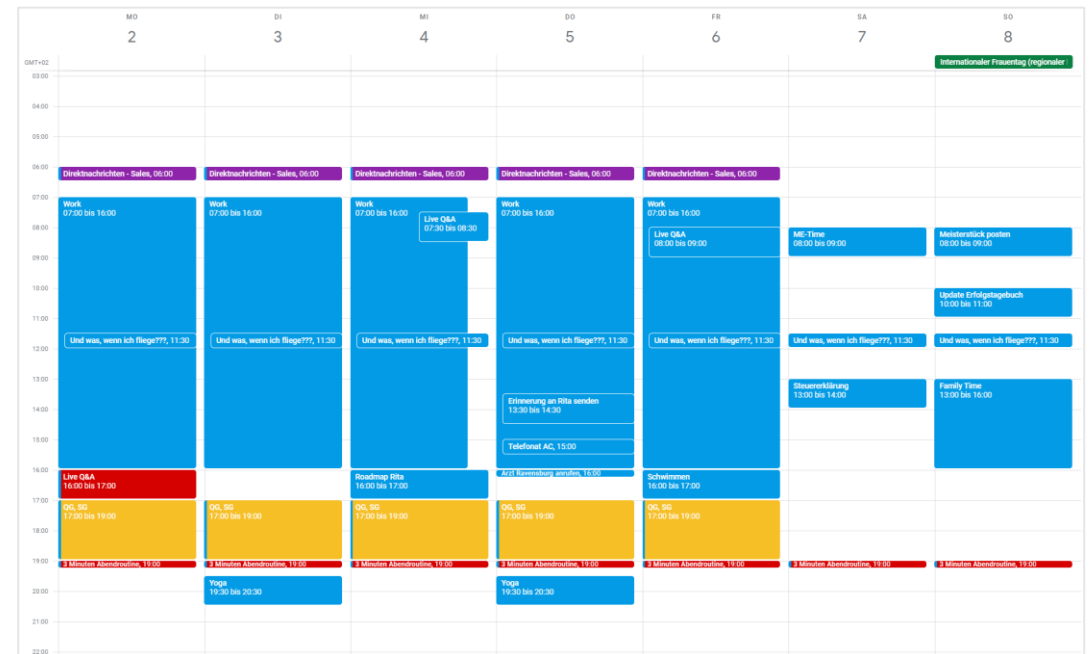 MO DI MI DO FR SA SO
2 3 4 5 6 7 8
GMT+02
Internationaler Frauentag (regionaler
03:00
04:00
05:00
06:00
Direktnachrichten - Sales, 06:00
Direktnachrichten - Sales, 06:00
Direktnachrichten - Sales, 06:00
Direktnachrichten - Sales, 06:00
Direktnachrichten - Sales, 06:00
07:00
Work
07:00 bis 16:00
Work
07:00 bis 16:00
Work
07:00 bis 16:00
Live Q&A
07:30 bis 08:30
Work
07:00 bis 16:00
Work
07:00 bis 16:00
08:00
Live Q&A
08:00 bis 09:00
ME-Time
08:00 bis 09:00
Meisterstück posten
08:00 bis 09:00
09:00
10:00
Update Erfolgstagebuch
10:00 bis 11:00
11:00
Und was, wenn ich fliege???, 11:30
Und was, wenn ich fliege???, 11:30
Und was, wenn ich fliege???, 11:30
Und was, wenn ich fliege???, 11:30
Und was, wenn ich fliege???, 11:30
Und was, wenn ich fliege???, 11:30
Und was, wenn ich fliege???, 11:30
12:00
13:00
Steuererklärung
13:00 bis 14:00
Family Time
13:00 bis 16:00
Erinnerung an Rita senden
13:30 bis 14:30
14:00
15:00
Telefonat AC, 15:00
16:00
Live Q&A
16:00 bis 17:00
Roadmap Rita
16:00 bis 17:00
Arzt Ravensburg anrufen, 16:00
Schwimmen
16:00 bis 17:00
17:00
QG, SG
17:00 bis 19:00
QG, SG
17:00 bis 19:00
QG, SG
17:00 bis 19:00
QG, SG
17:00 bis 19:00
QG, SG
17:00 bis 19:00
18:00
19:00
3 Minuten Abendroutine, 19:00
3 Minuten Abendroutine, 19:00
3 Minuten Abendroutine, 19:00
3 Minuten Abendroutine, 19:00
3 Minuten Abendroutine, 19:00
3 Minuten Abendroutine, 19:00
3 Minuten Abendroutine, 19:00
Yoga
19:30 bis 20:30
Yoga
19:30 bis 20:30
20:00
21:00
22:00